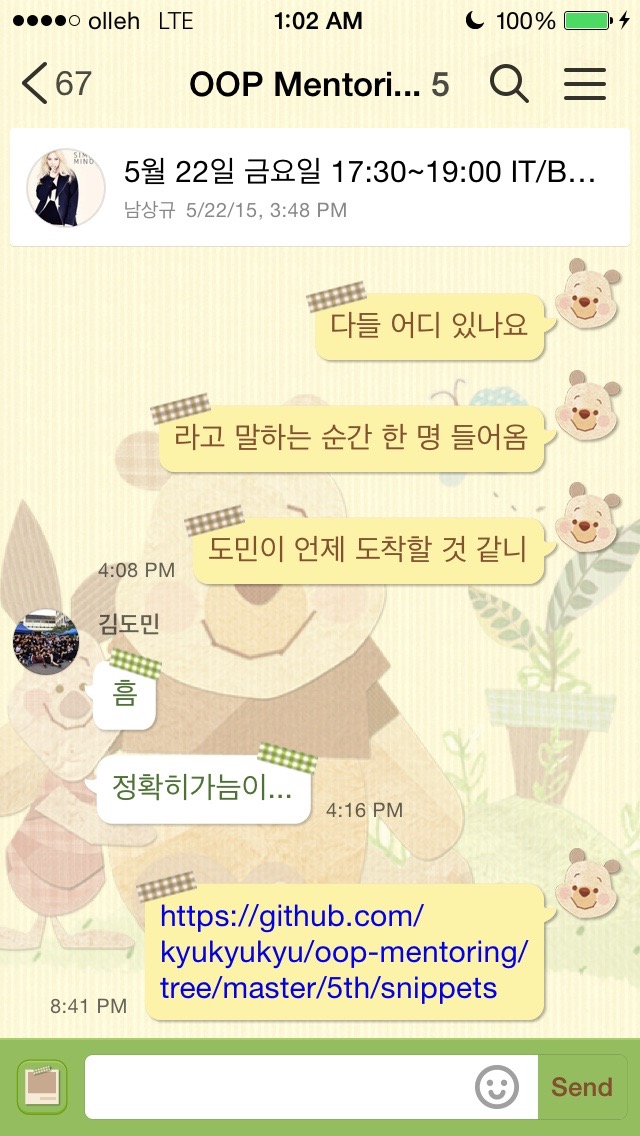 olleh LTE 1:02 AM 100%
67 OOP Mentori... 5
5월 22일 금요일 17:30~19:00 IT/B...
남상규 5/22/15, 3:48 PM
다들 어디 있나요
라고 말하는 순간 한 명 들어옴
도민이 언제 도착할 것 같니
4:08 PM
김도민
흠
정확히가늠이...
4:16 PM
https://github.com/
kyukyukyu/oop-mentoring/
tree/master/5th/snippets
8:41 PM
Send